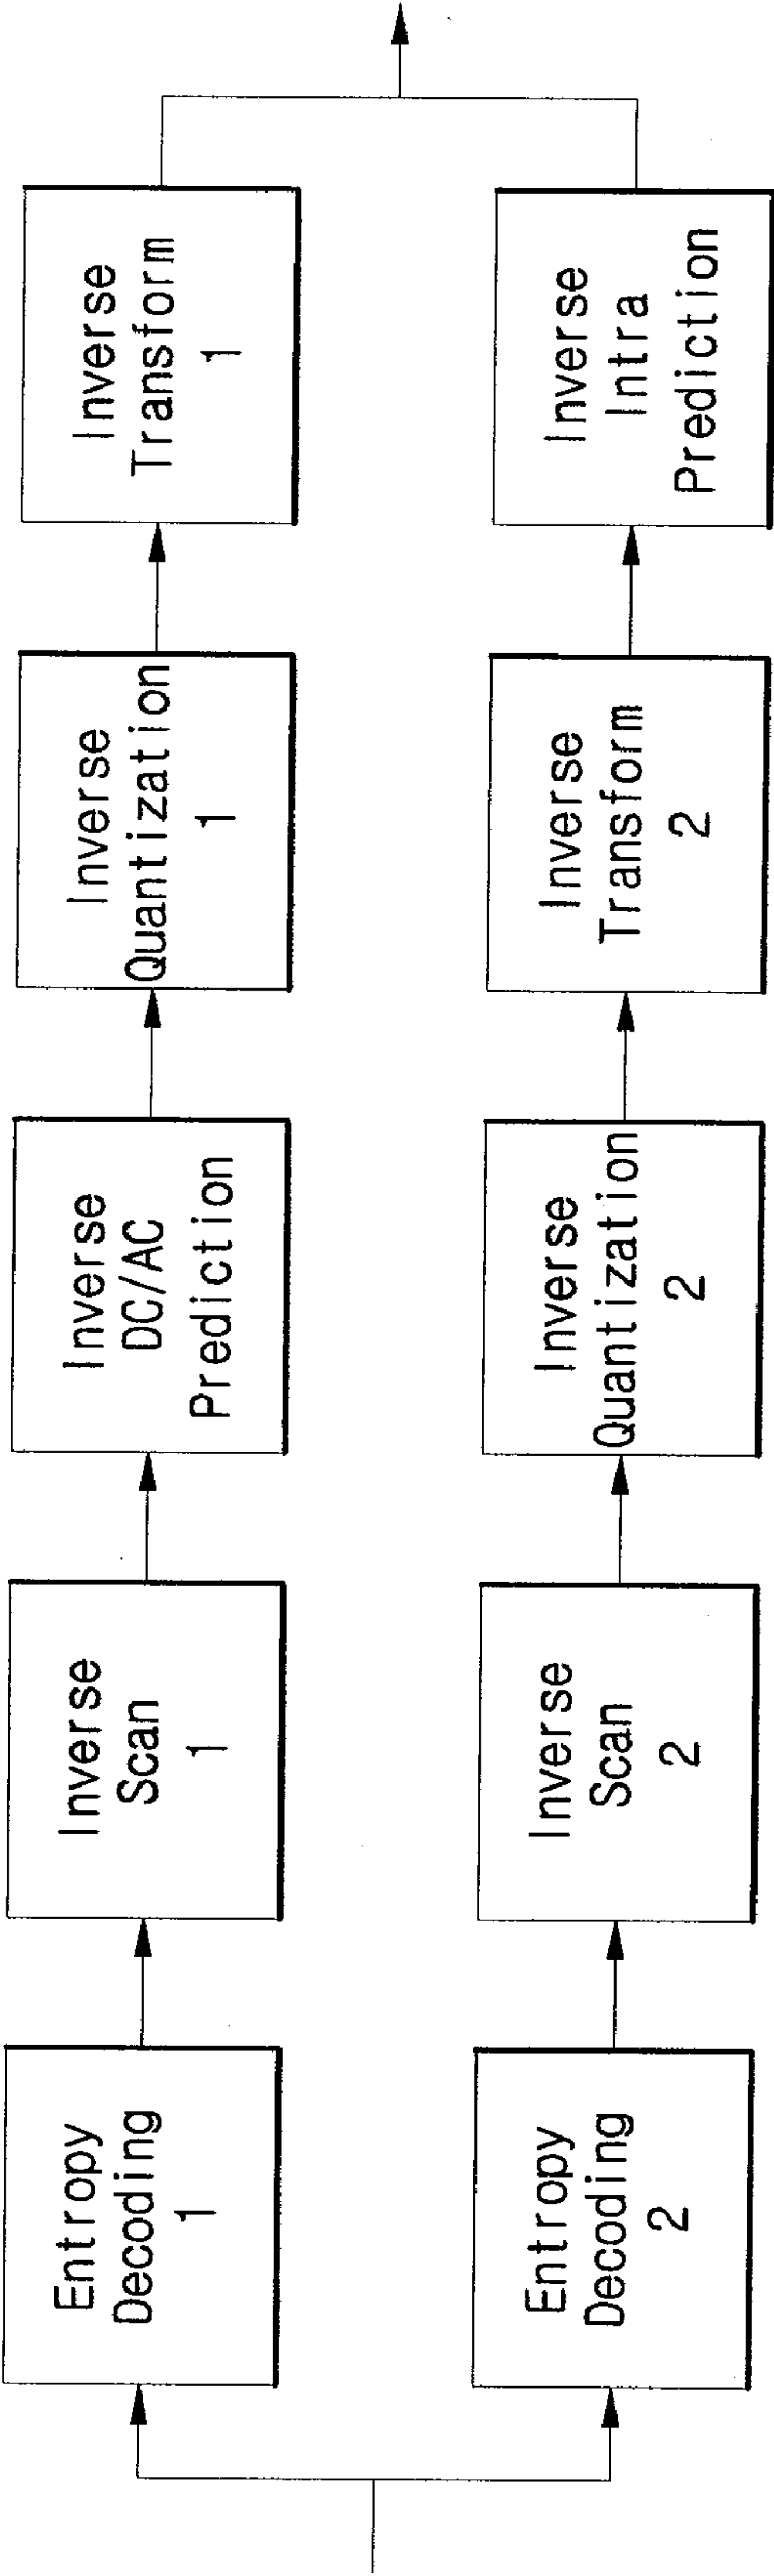 Entropy
Decoding
1
Inverse
Scan
1
Inverse
DC/AC
Prediction
Inverse
Quantization
1
Inverse
Transform
1
Entropy
Decoding
2
Inverse
Scan
2
Inverse
Quantization
2
Inverse
Transform
2
Inverse
Intra
Prediction